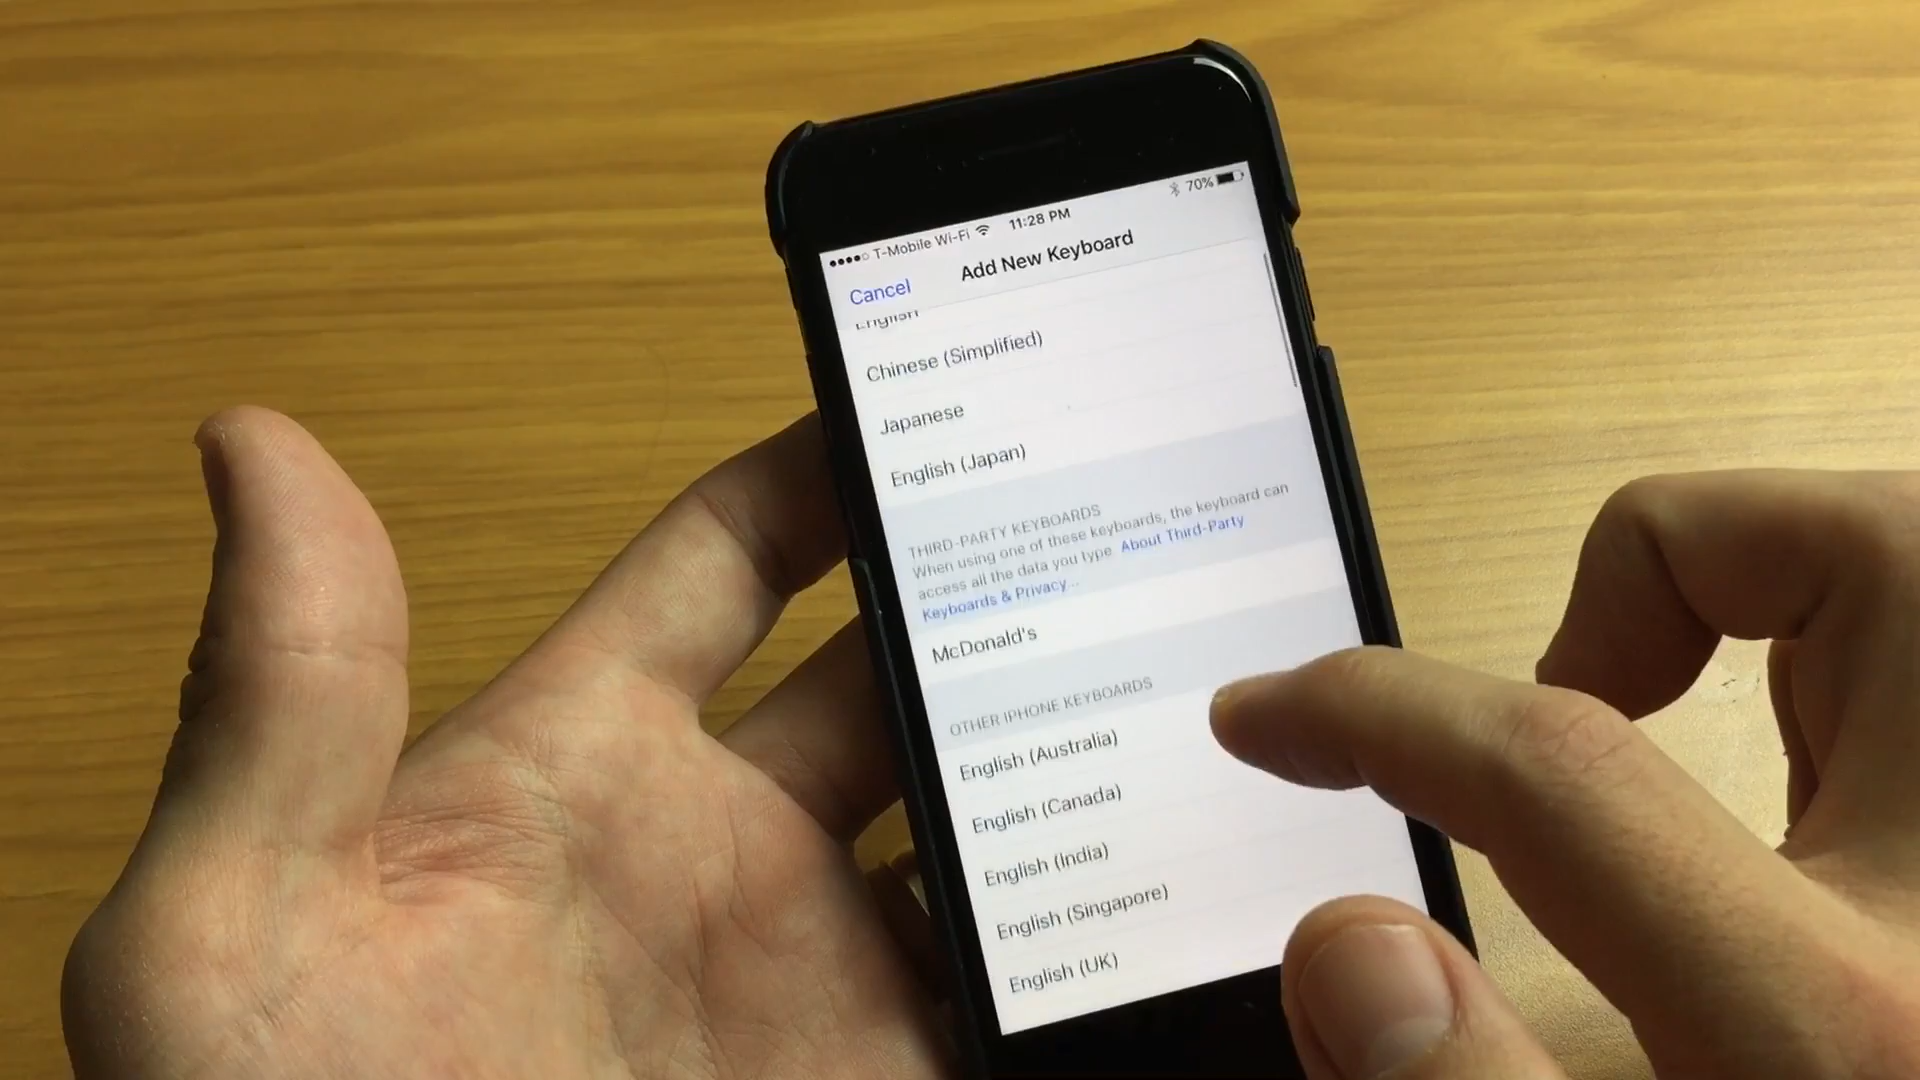 T-Mobile Wi-Fi 11:28 PM 70%
Cancel Add New Keyboard
English
Chinese (Simplified)
Japanese
English (Japan)
THIRD-PARTY KEYBOARDS
When using one of these keyboards, the keyboard can
access all the data you type. About Third-Party
Keyboards & Privacy...
McDonald's
OTHER IPHONE KEYBOARDS
English (Australia)
English (Canada)
English (India)
English (Singapore)
English (UK)